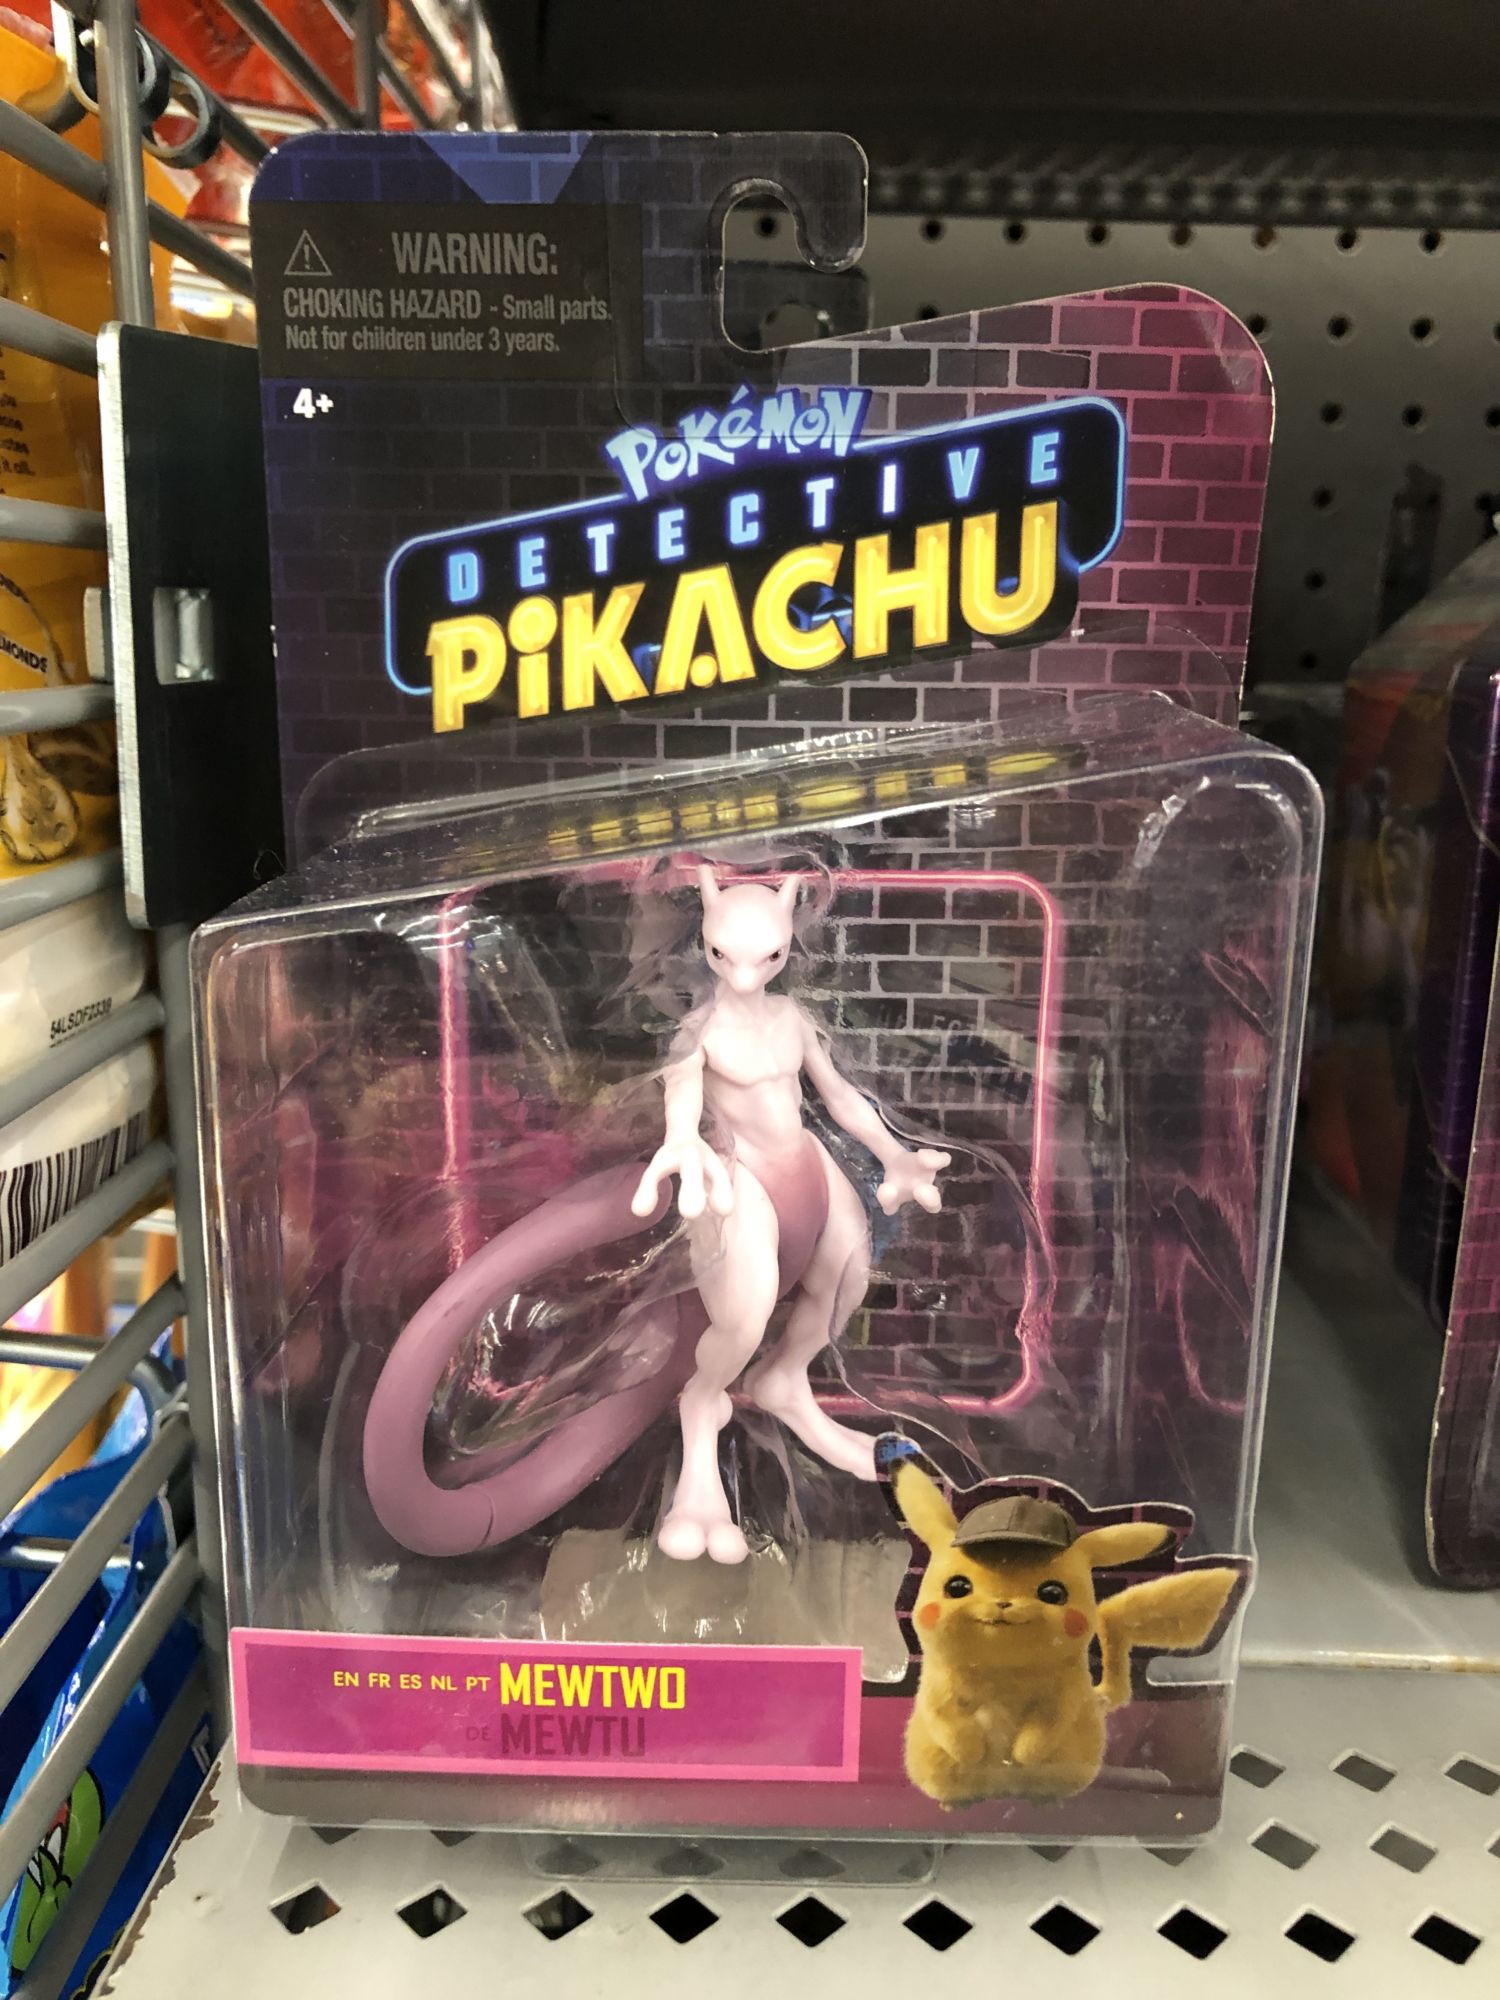 WARNING:
CHOKING HAZARD - Small parts.
Not for children under 3 years.
4+
POKéMON
DETECTIVE
PiKACHU
EN FR ES NL PT MEWTWO
DE MEWTU
54LSDF2339